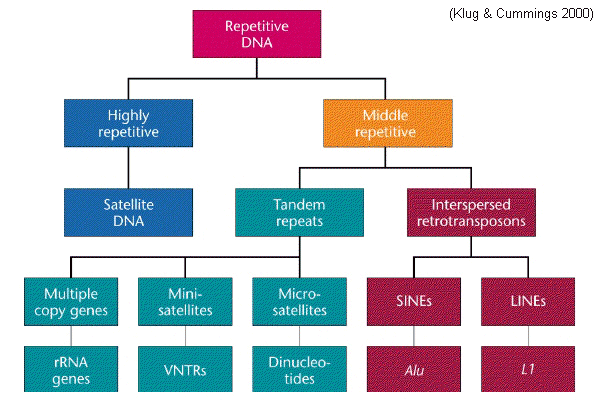 (Klug & Cummings 2000)
Repetitive
DNA
Highly
repetitive
Middle
repetitive
Satellite
DNA
Tandem
repeats
Interspersed
retrotransposons
Multiple
copy genes
Mini-
satellites
Micro-
satellites
SINEs
LINEs
rRNA
genes
VNTRs
Dinucleo-
tides
Alu
L1